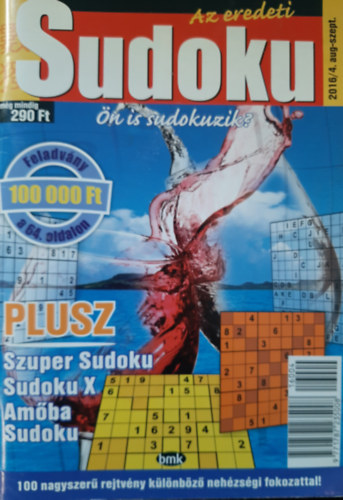 Az eredeti
Sudoku
2016/4. aug-szept.
még mindig
290 Ft
Ön is sudokuzik?
Feladvány
100 000 Ft
a 64. oldalon
PLUSZ
Szuper Sudoku
Sudoku X
Amőba
Sudoku
bmk
100 nagyszerű rejtvény különböző nehézségi fokozattal!